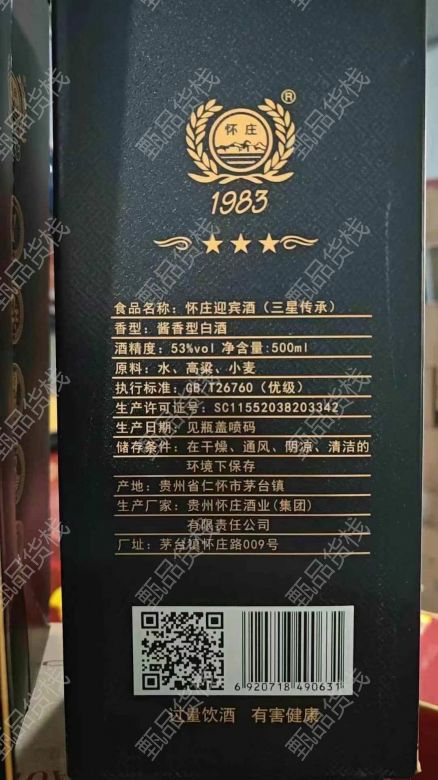 怀庄
®
1983
食品名称：怀庄迎宾酒（三星传承）
香型：酱香型白酒
酒精度：53%vol 净含量:500ml
原料：水、高粱、小麦
执行标准：GB/T26760（优级）
生产许可证号：SC11552038203342
生产日期：见瓶盖喷码
储存条件：在干燥、通风、阴凉、清洁的
环境下保存
产地：贵州省仁怀市茅台镇
生产厂家：贵州怀庄酒业(集团)
有限责任公司
厂址：茅台镇怀庄路009号
6 920718 490631
过量饮酒 有害健康
甄品货栈